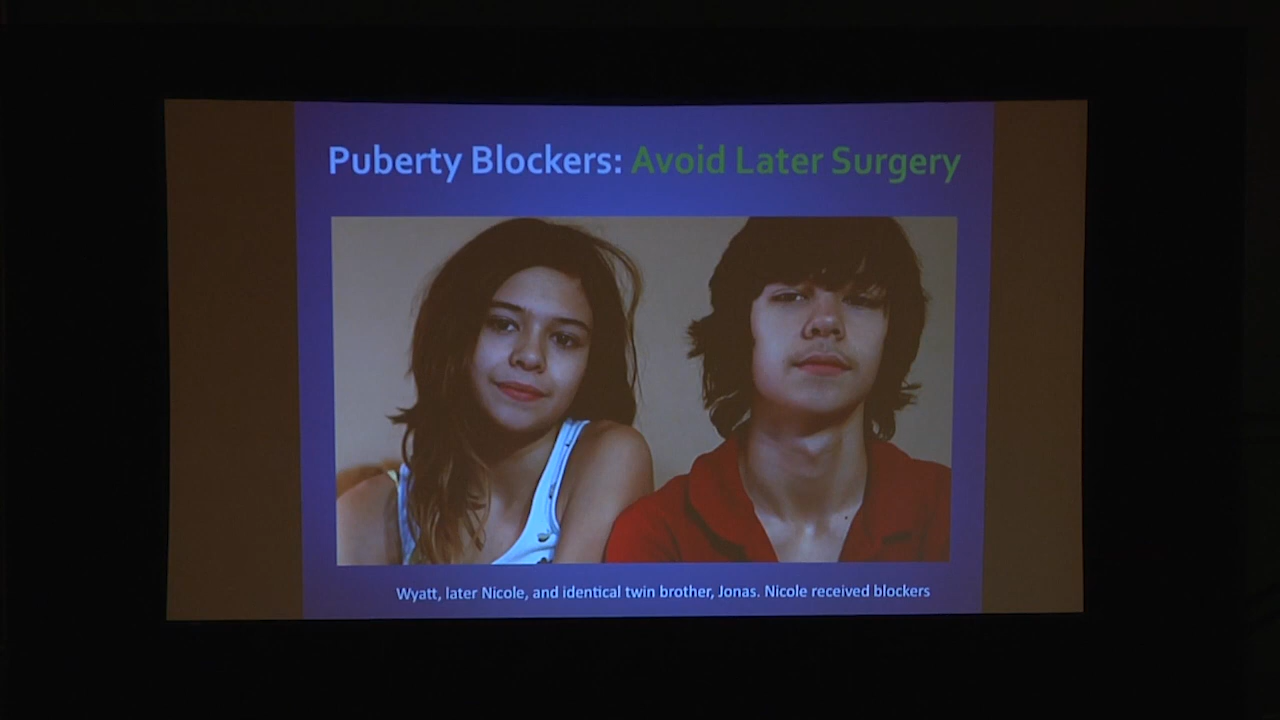 Puberty Blockers: Avoid Later Surgery
Wyatt, later Nicole, and identical twin brother, Jonas. Nicole received blockers